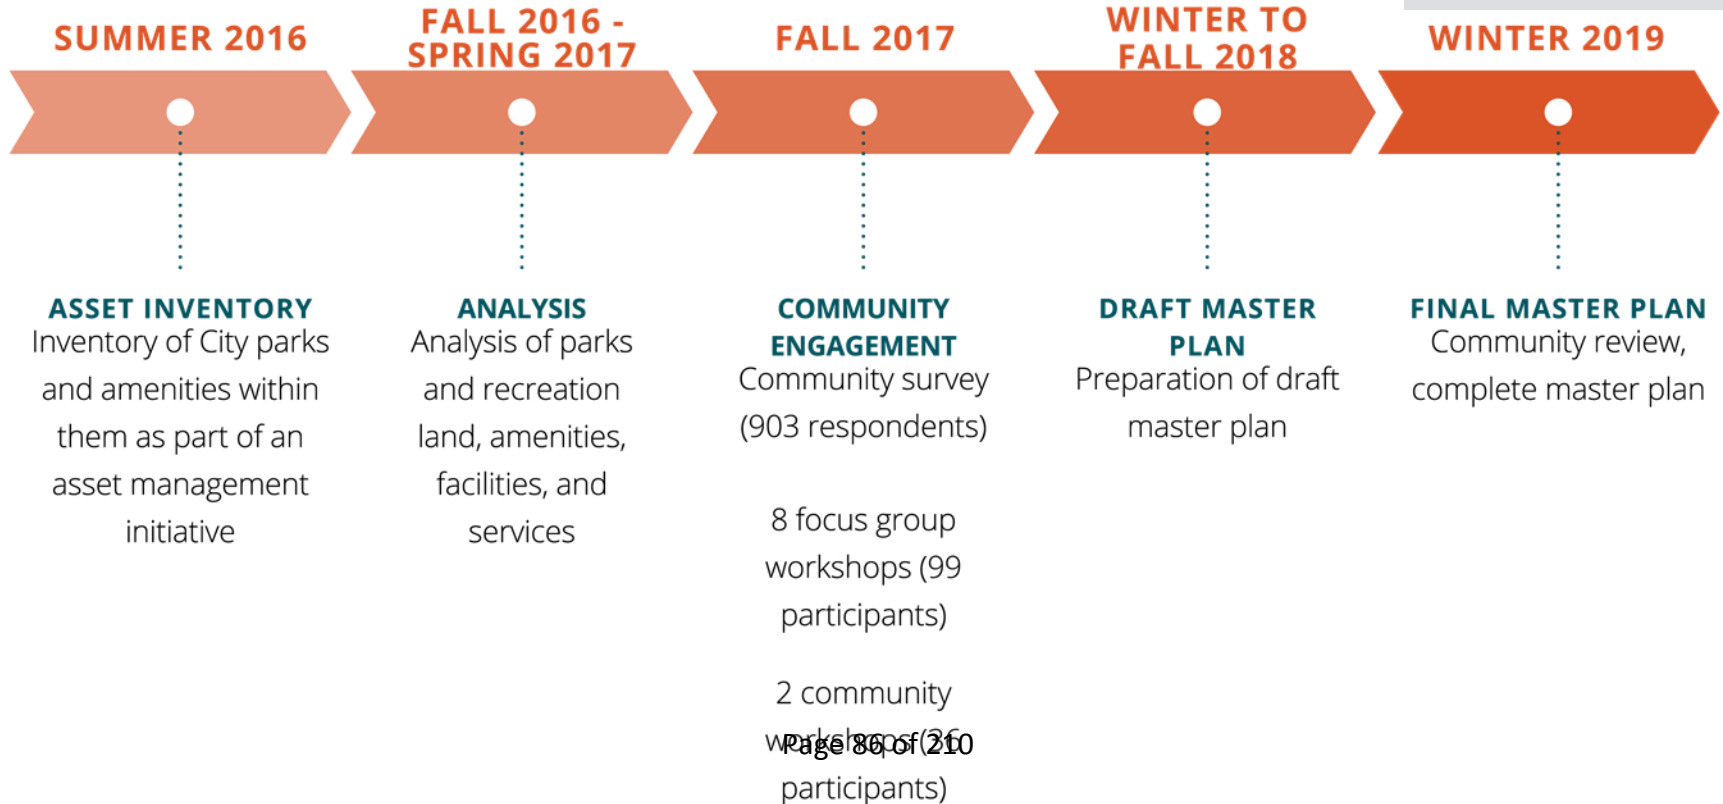 SUMMER 2016
FALL 2016 -
SPRING 2017
FALL 2017
WINTER TO
FALL 2018
WINTER 2019
ASSET INVENTORY
Inventory of City parks
and amenities within
them as part of an
asset management
initiative
ANALYSIS
Analysis of parks
and recreation
land, amenities,
facilities, and
services
COMMUNITY
ENGAGEMENT
Community survey
(903 respondents)
8 focus group
workshops (99
participants)
2 community
workshops (36
participants)
DRAFT MASTER
PLAN
Preparation of draft
master plan
FINAL MASTER PLAN
Community review,
complete master plan
Page 86 of 210